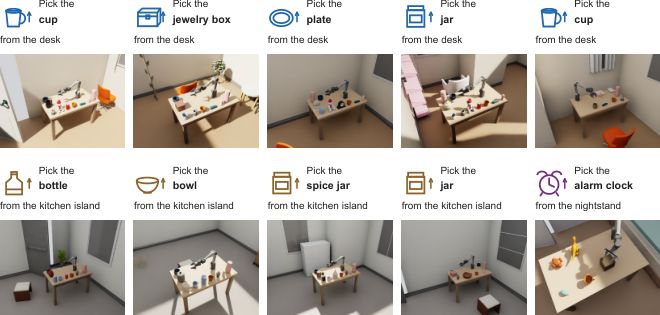 Pick the
cup
from the desk
Pick the
jewelry box
from the desk
Pick the
plate
from the desk
Pick the
jar
from the desk
Pick the
cup
from the desk
Pick the
bottle
from the kitchen island
Pick the
bowl
from the kitchen island
Pick the
spice jar
from the kitchen island
Pick the
jar
from the kitchen island
Pick the
alarm clock
from the nightstand